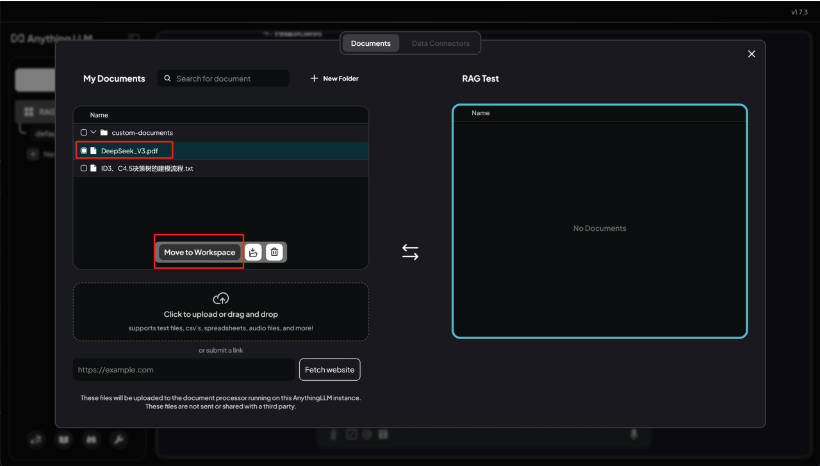 v1.7.3
AnythingLLM
Documents
Data Connectors
My Documents
Search for document
New Folder
RAG Test
Name
custom-documents
DeepSeek_V3.pdf
ID3、C4.5决策树的建模流程.txt
Move to Workspace
Name
No Documents
Click to upload or drag and drop
supports text files, csv's, spreadsheets, audio files, and more!
or submit a link
https://example.com
Fetch website
These files will be uploaded to the document processor running on this AnythingLLM instance.
These files are not sent or shared with a third party.
RAG